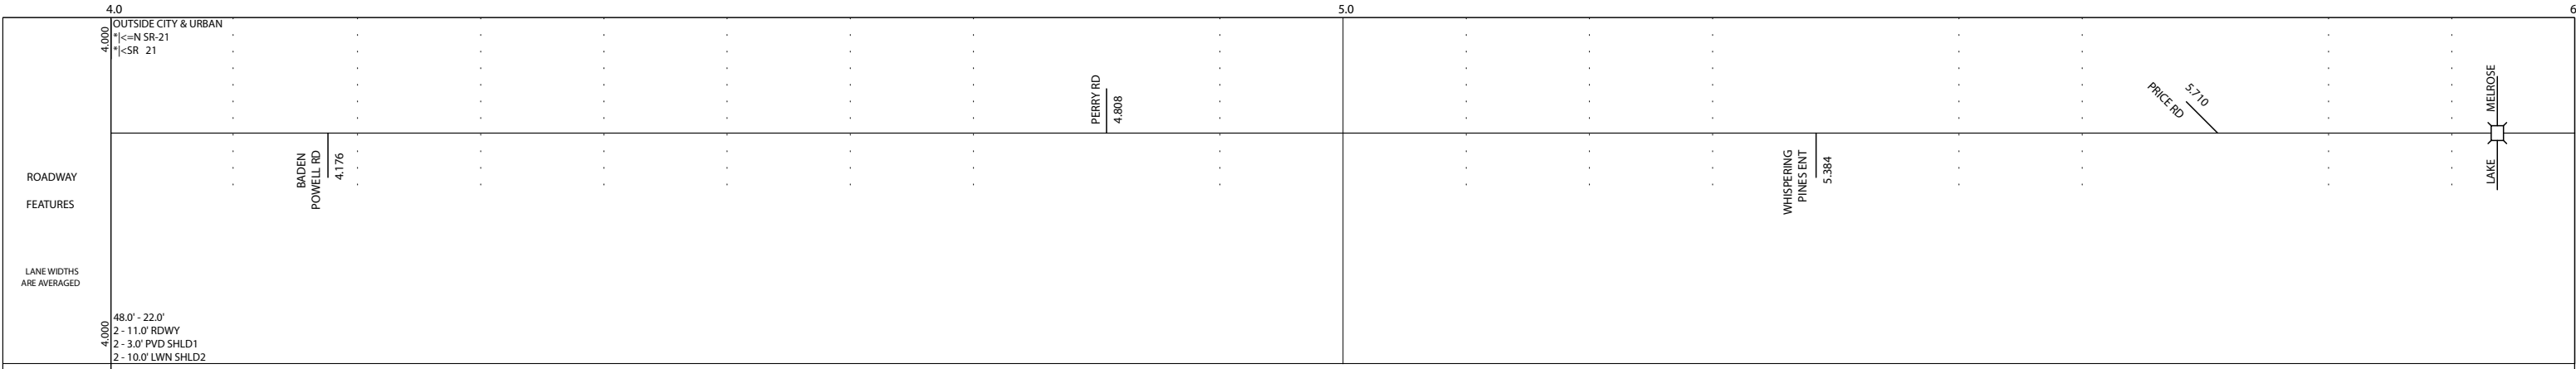 4.0
5.0
6
4.000
OUTSIDE CITY & URBAN
*|<=N SR-21
*|<SR 21
PERRY RD
4.808
PRICE RD
5.710
MELROSE
BADEN
POWELL RD
4.176
WHISPERING
PINES ENT
5.384
LAKE
ROADWAY
FEATURES
LANE WIDTHS
ARE AVERAGED
4.000
48.0' - 22.0'
2 - 11.0' RDWY
2 - 3.0' PVD SHLD1
2 - 10.0' LWN SHLD2